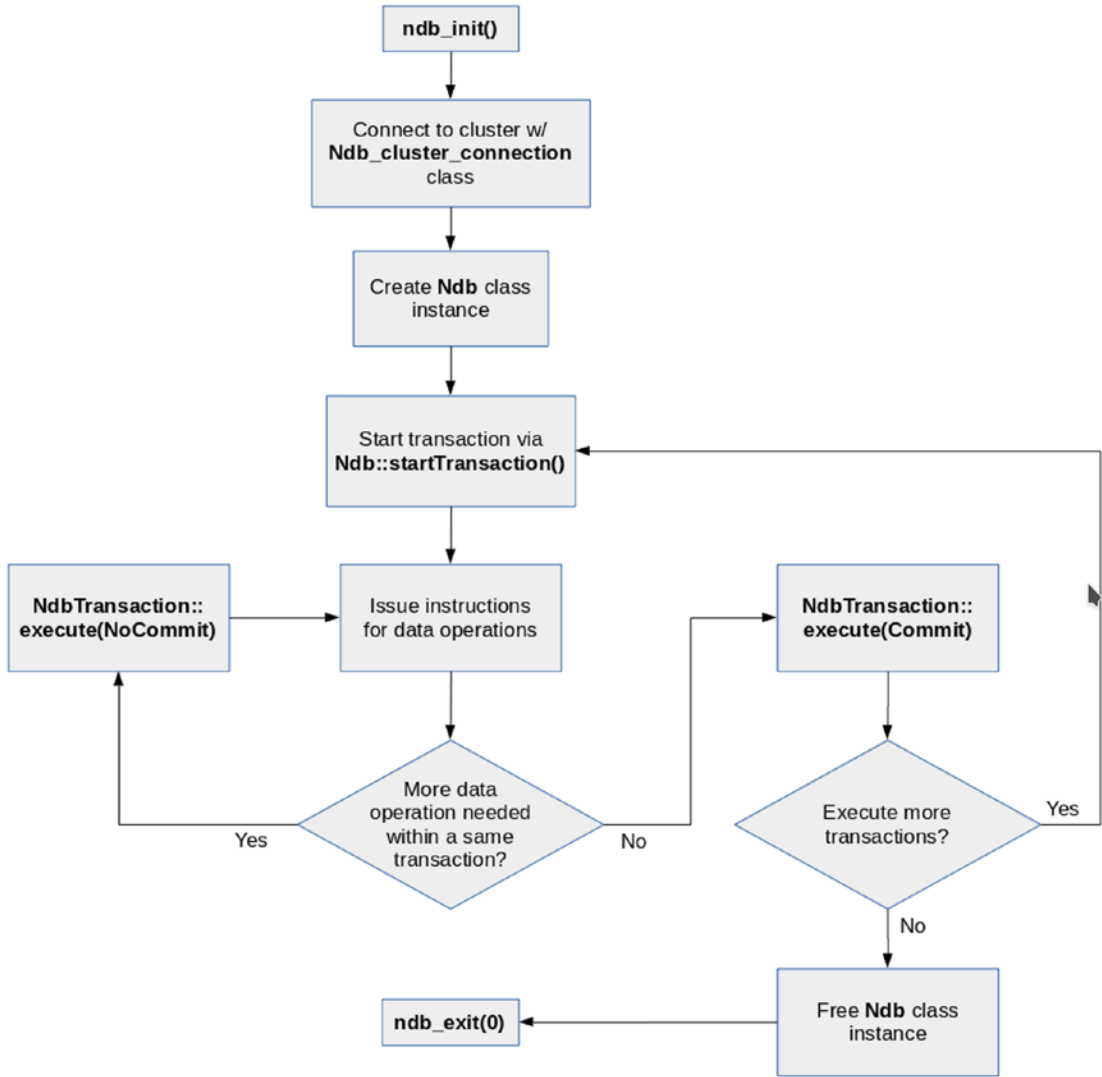 ndb_init()
Connect to cluster w/
Ndb_cluster_connection
class
Create Ndb class
instance
Start transaction via
Ndb::startTransaction()
NdbTransaction::
execute(NoCommit)
Issue instructions
for data operations
NdbTransaction::
execute(Commit)
More data
operation needed
within a same
transaction?
Yes
No
Execute more
transactions?
Yes
No
Free Ndb class
instance
ndb_exit(0)